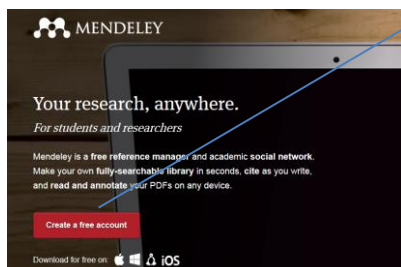 MENDELEY
Your research, anywhere.
For students and researchers
Mendeley is a free reference manager and academic social network.
Make your own fully-searchable library in seconds, cite as you write,
and read and annotate your PDFs on any device.
Create a free account
Download for free on: iOS